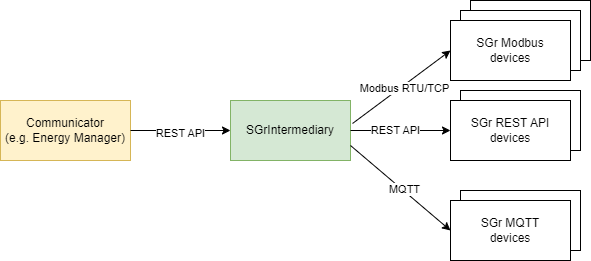 Communicator
(e.g. Energy Manager)
REST API
SGrIntermediary
Modbus RTU/TCP
REST API
MQTT
SGr Modbus
devices
SGr REST API
devices
SGr MQTT
devices